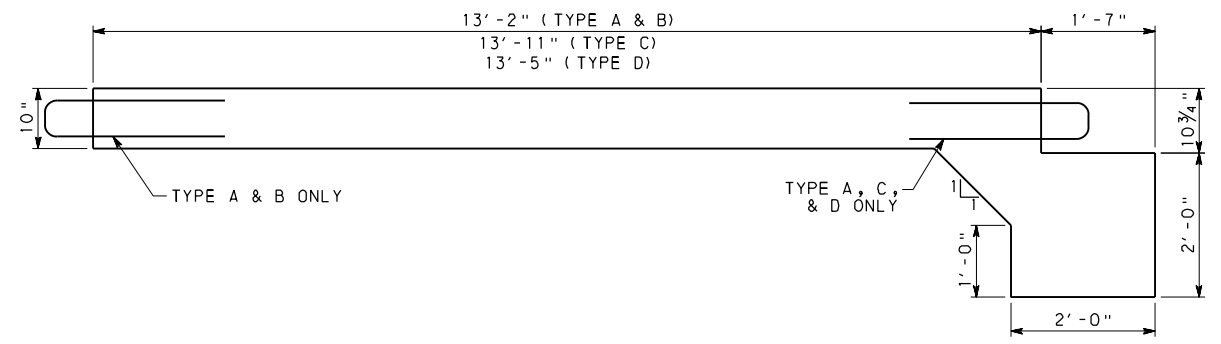 13'-2" (TYPE A & B)
13'-11" (TYPE C)
13'-5" (TYPE D)
1'-7"
10"
10¾"
TYPE A & B ONLY
TYPE A, C,
& D ONLY
1
1
1'-0"
2'-0"
2'-0"